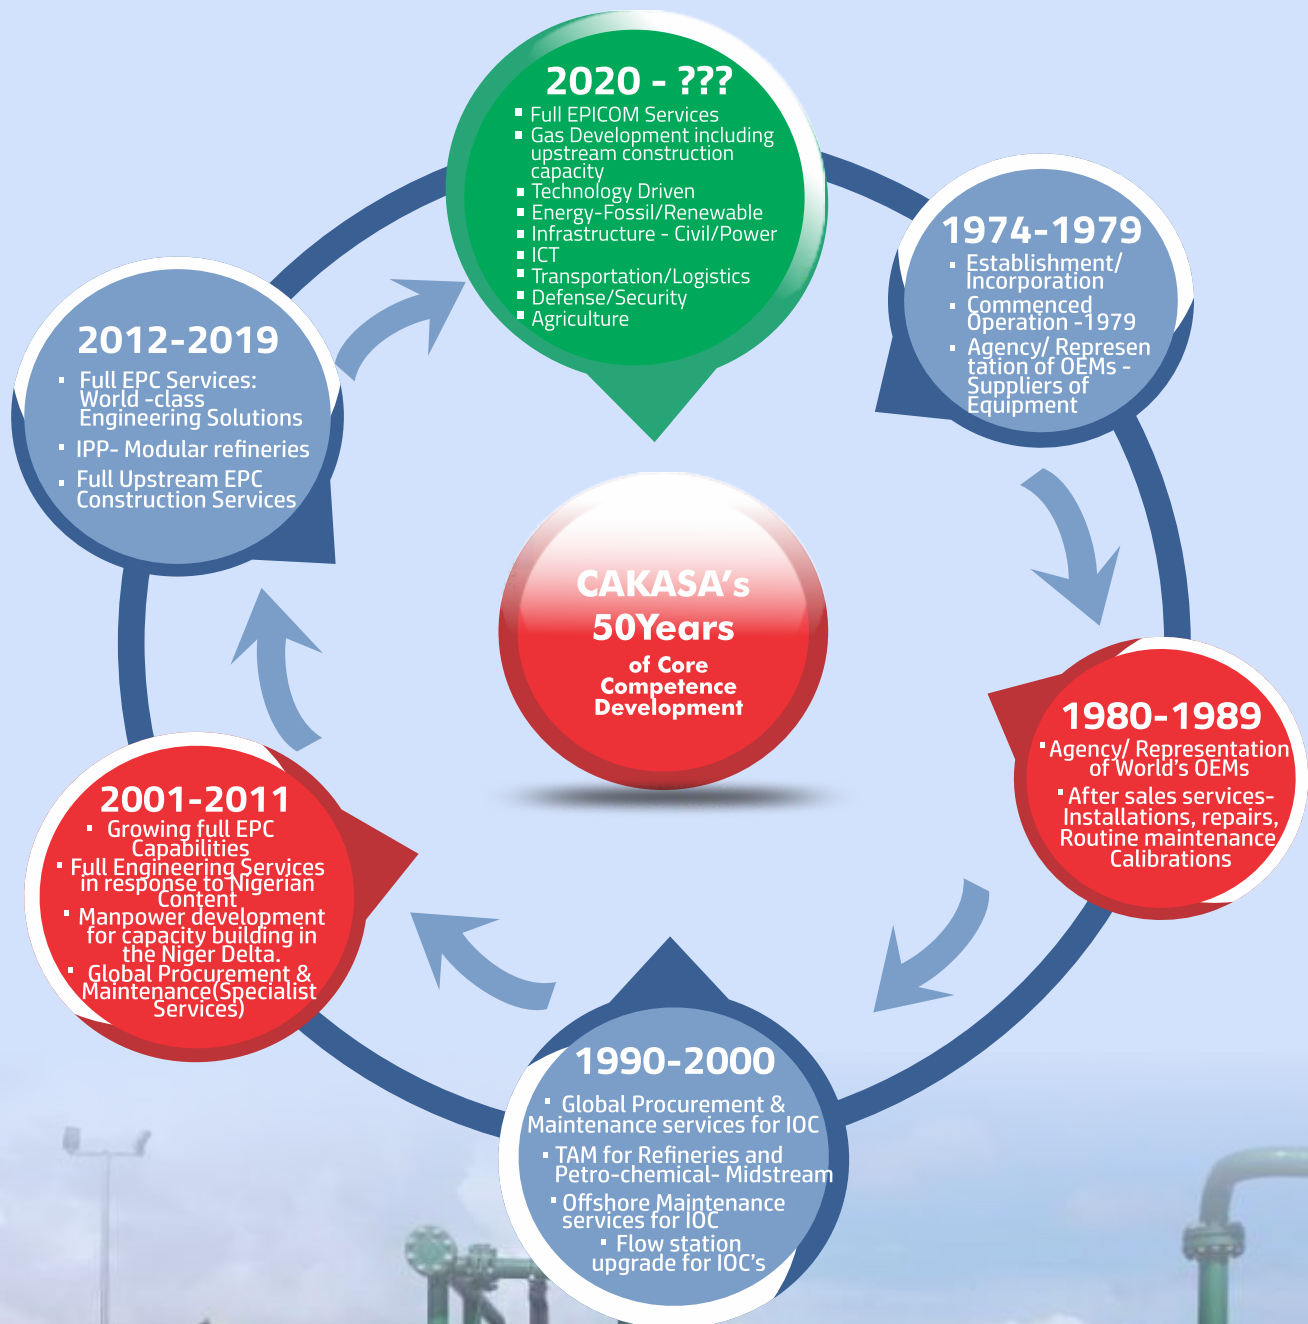 2020 - ???
▪ Full EPICOM Services
▪ Gas Development including
upstream construction
capacity
▪ Technology Driven
▪ Energy-Fossil/Renewable
▪ Infrastructure - Civil/Power
▪ ICT
▪ Transportation/Logistics
▪ Defense/Security
▪ Agriculture
1974-1979
▪ Establishment/
Incorporation
▪ Commenced
Operation -1979
▪ Agency/ Represen
tation of OEMs -
Suppliers of
Equipment
1980-1989
▪ Agency/ Representation
of World's OEMs
▪ After sales services-
Installations, repairs,
Routine maintenance
Calibrations
1990-2000
▪ Global Procurement &
Maintenance services for IOC
▪ TAM for Refineries and
Petro-chemical- Midstream
▪ Offshore Maintenance
services for IOC
▪ Flow station
upgrade for IOC's
2001-2011
▪ Growing full EPC
Capabilities
▪ Full Engineering Services
in response to Nigerian
Content
▪ Manpower development
for capacity building in
the Niger Delta.
▪ Global Procurement &
Maintenance(Specialist
Services)
2012-2019
▪ Full EPC Services:
World -class
Engineering Solutions
▪ IPP- Modular refineries
▪ Full Upstream EPC
Construction Services
CAKASA's
50Years
of Core
Competence
Development